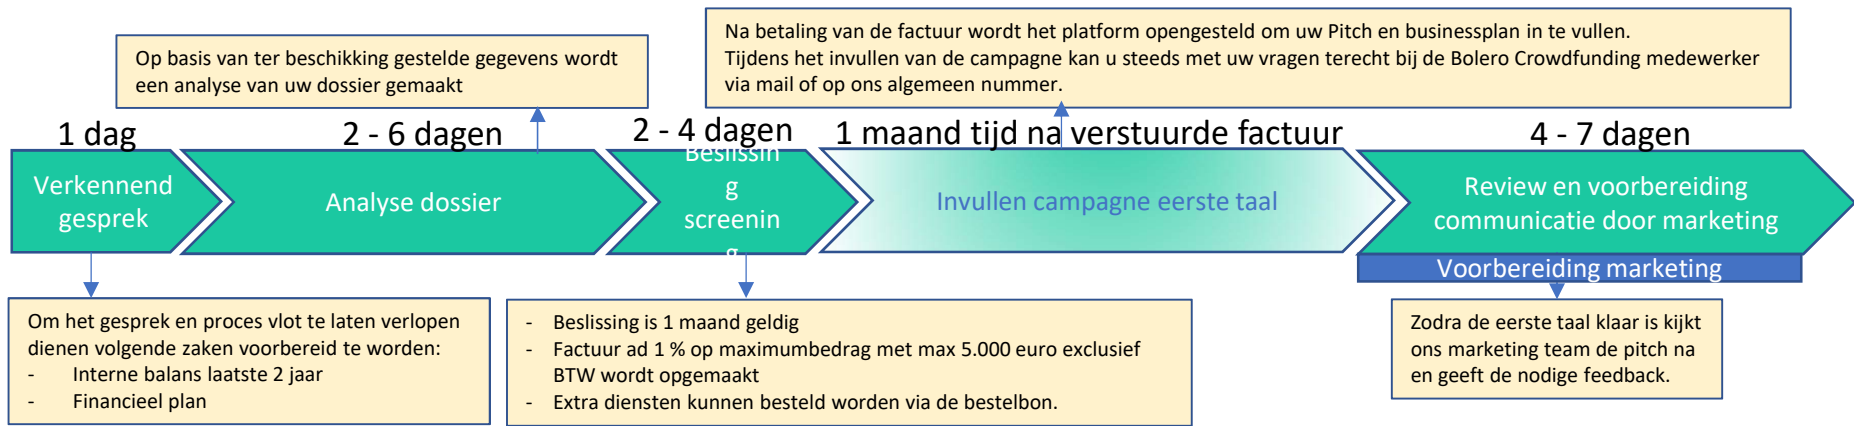 Op basis van ter beschikking gestelde gegevens wordt
een analyse van uw dossier gemaakt
Na betaling van de factuur wordt het platform opengesteld om uw Pitch en businessplan in te vullen.
Tijdens het invullen van de campagne kan u steeds met uw vragen terecht bij de Bolero Crowdfunding medewerker
via mail of op ons algemeen nummer.
1 dag
2 - 6 dagen
2 - 4 dagen
1 maand tijd na verstuurde factuur
4 - 7 dagen
Verkennend
gesprek
Analyse dossier
Beslissin
g
screenin
g
Invullen campagne eerste taal
Review en voorbereiding
communicatie door marketing
Voorbereiding marketing
Om het gesprek en proces vlot te laten verlopen
dienen volgende zaken voorbereid te worden:
- Interne balans laatste 2 jaar
- Financieel plan
- Beslissing is 1 maand geldig
- Factuur ad 1 % op maximumbedrag met max 5.000 euro exclusief
BTW wordt opgemaakt
- Extra diensten kunnen besteld worden via de bestelbon.
Zodra de eerste taal klaar is kijkt
ons marketing team de pitch na
en geeft de nodige feedback.